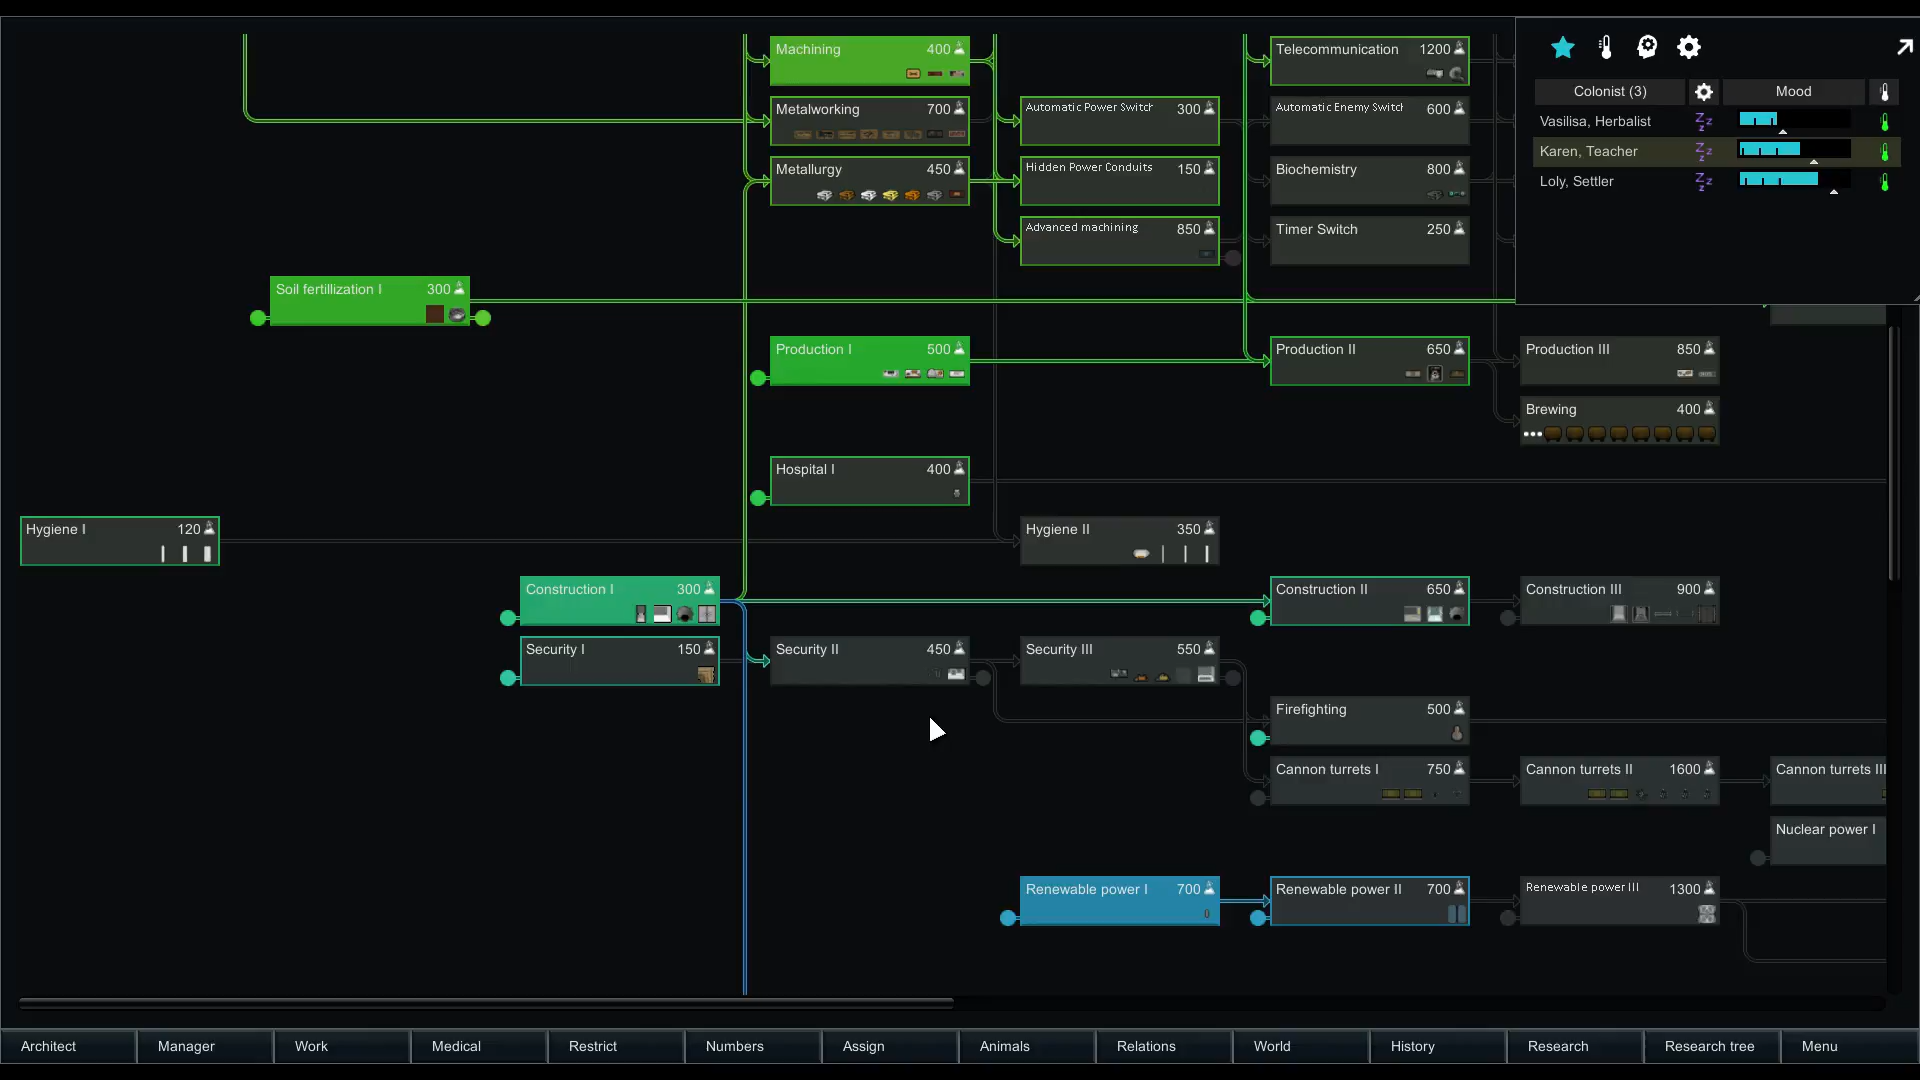 Machining 400
Telecommunication 1200
Colonist (3) Mood
Metalworking 700
Automatic Power Switch 300
Automatic Enemy Switch 600
Vasilisa, Herbalist
Karen, Teacher
Metallurgy 450
Hidden Power Conduits 150
Biochemistry 800
Loly, Settler
Advanced machining 850
Timer Switch 250
Soil fertillization I 300
Production I 500
Production II 650
Production III 850
Brewing 400
Hospital I 400
Hygiene I 120
Hygiene II 350
Construction I 300
Construction II 650
Construction III 900
Security I 150
Security II 450
Security III 550
Firefighting 500
Cannon turrets I 750
Cannon turrets II 1600
Cannon turrets III
Nuclear power I
Renewable power I 700
Renewable power II 700
Renewable power III 1300
Architect Manager Work Medical Restrict Numbers Assign Animals Relations World History Research Research tree Menu